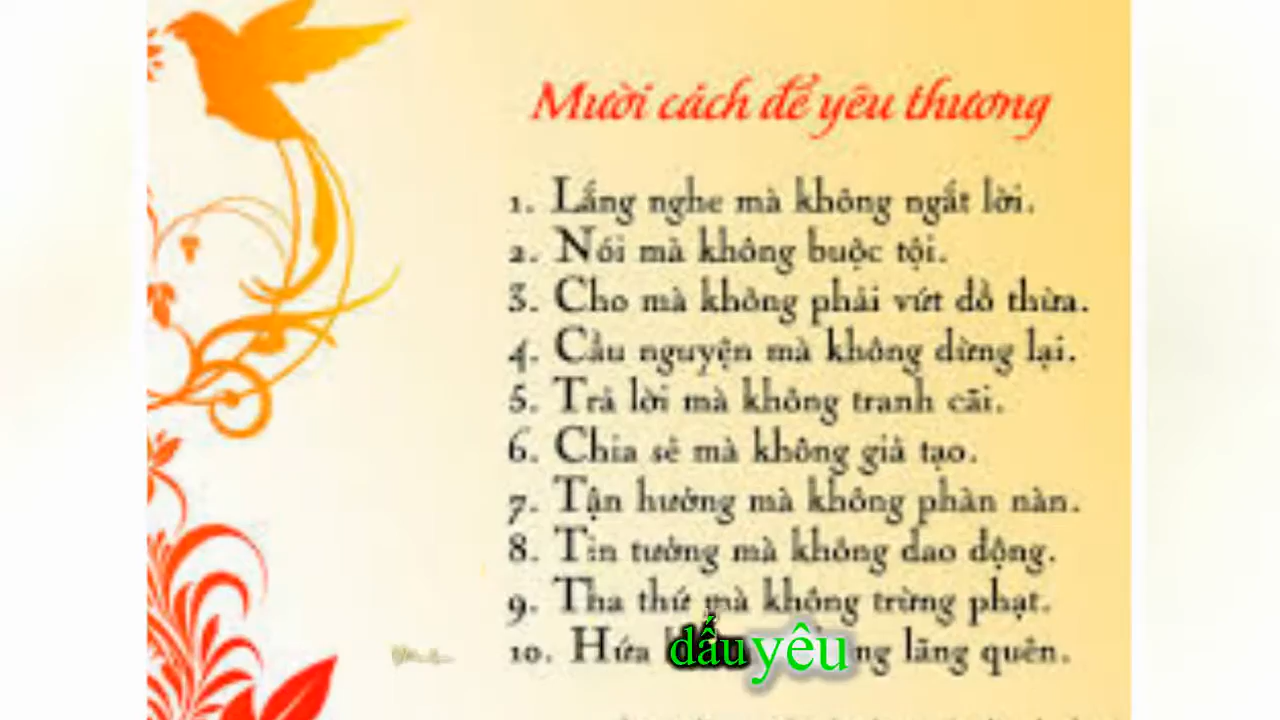 Mười cách để yêu thương
1. Lắng nghe mà không ngắt lời.
2. Nói mà không buộc tội.
3. Cho mà không phải vứt đồ thừa.
4. Cầu nguyện mà không dừng lại.
5. Trả lời mà không tranh cãi.
6. Chia sẻ mà không giả tạo.
7. Tận hưởng mà không phàn nàn.
8. Tin tưởng mà không dao động.
9. Tha thứ mà không trừng phạt.
10. Hứa lãng quên.
dấu yêu